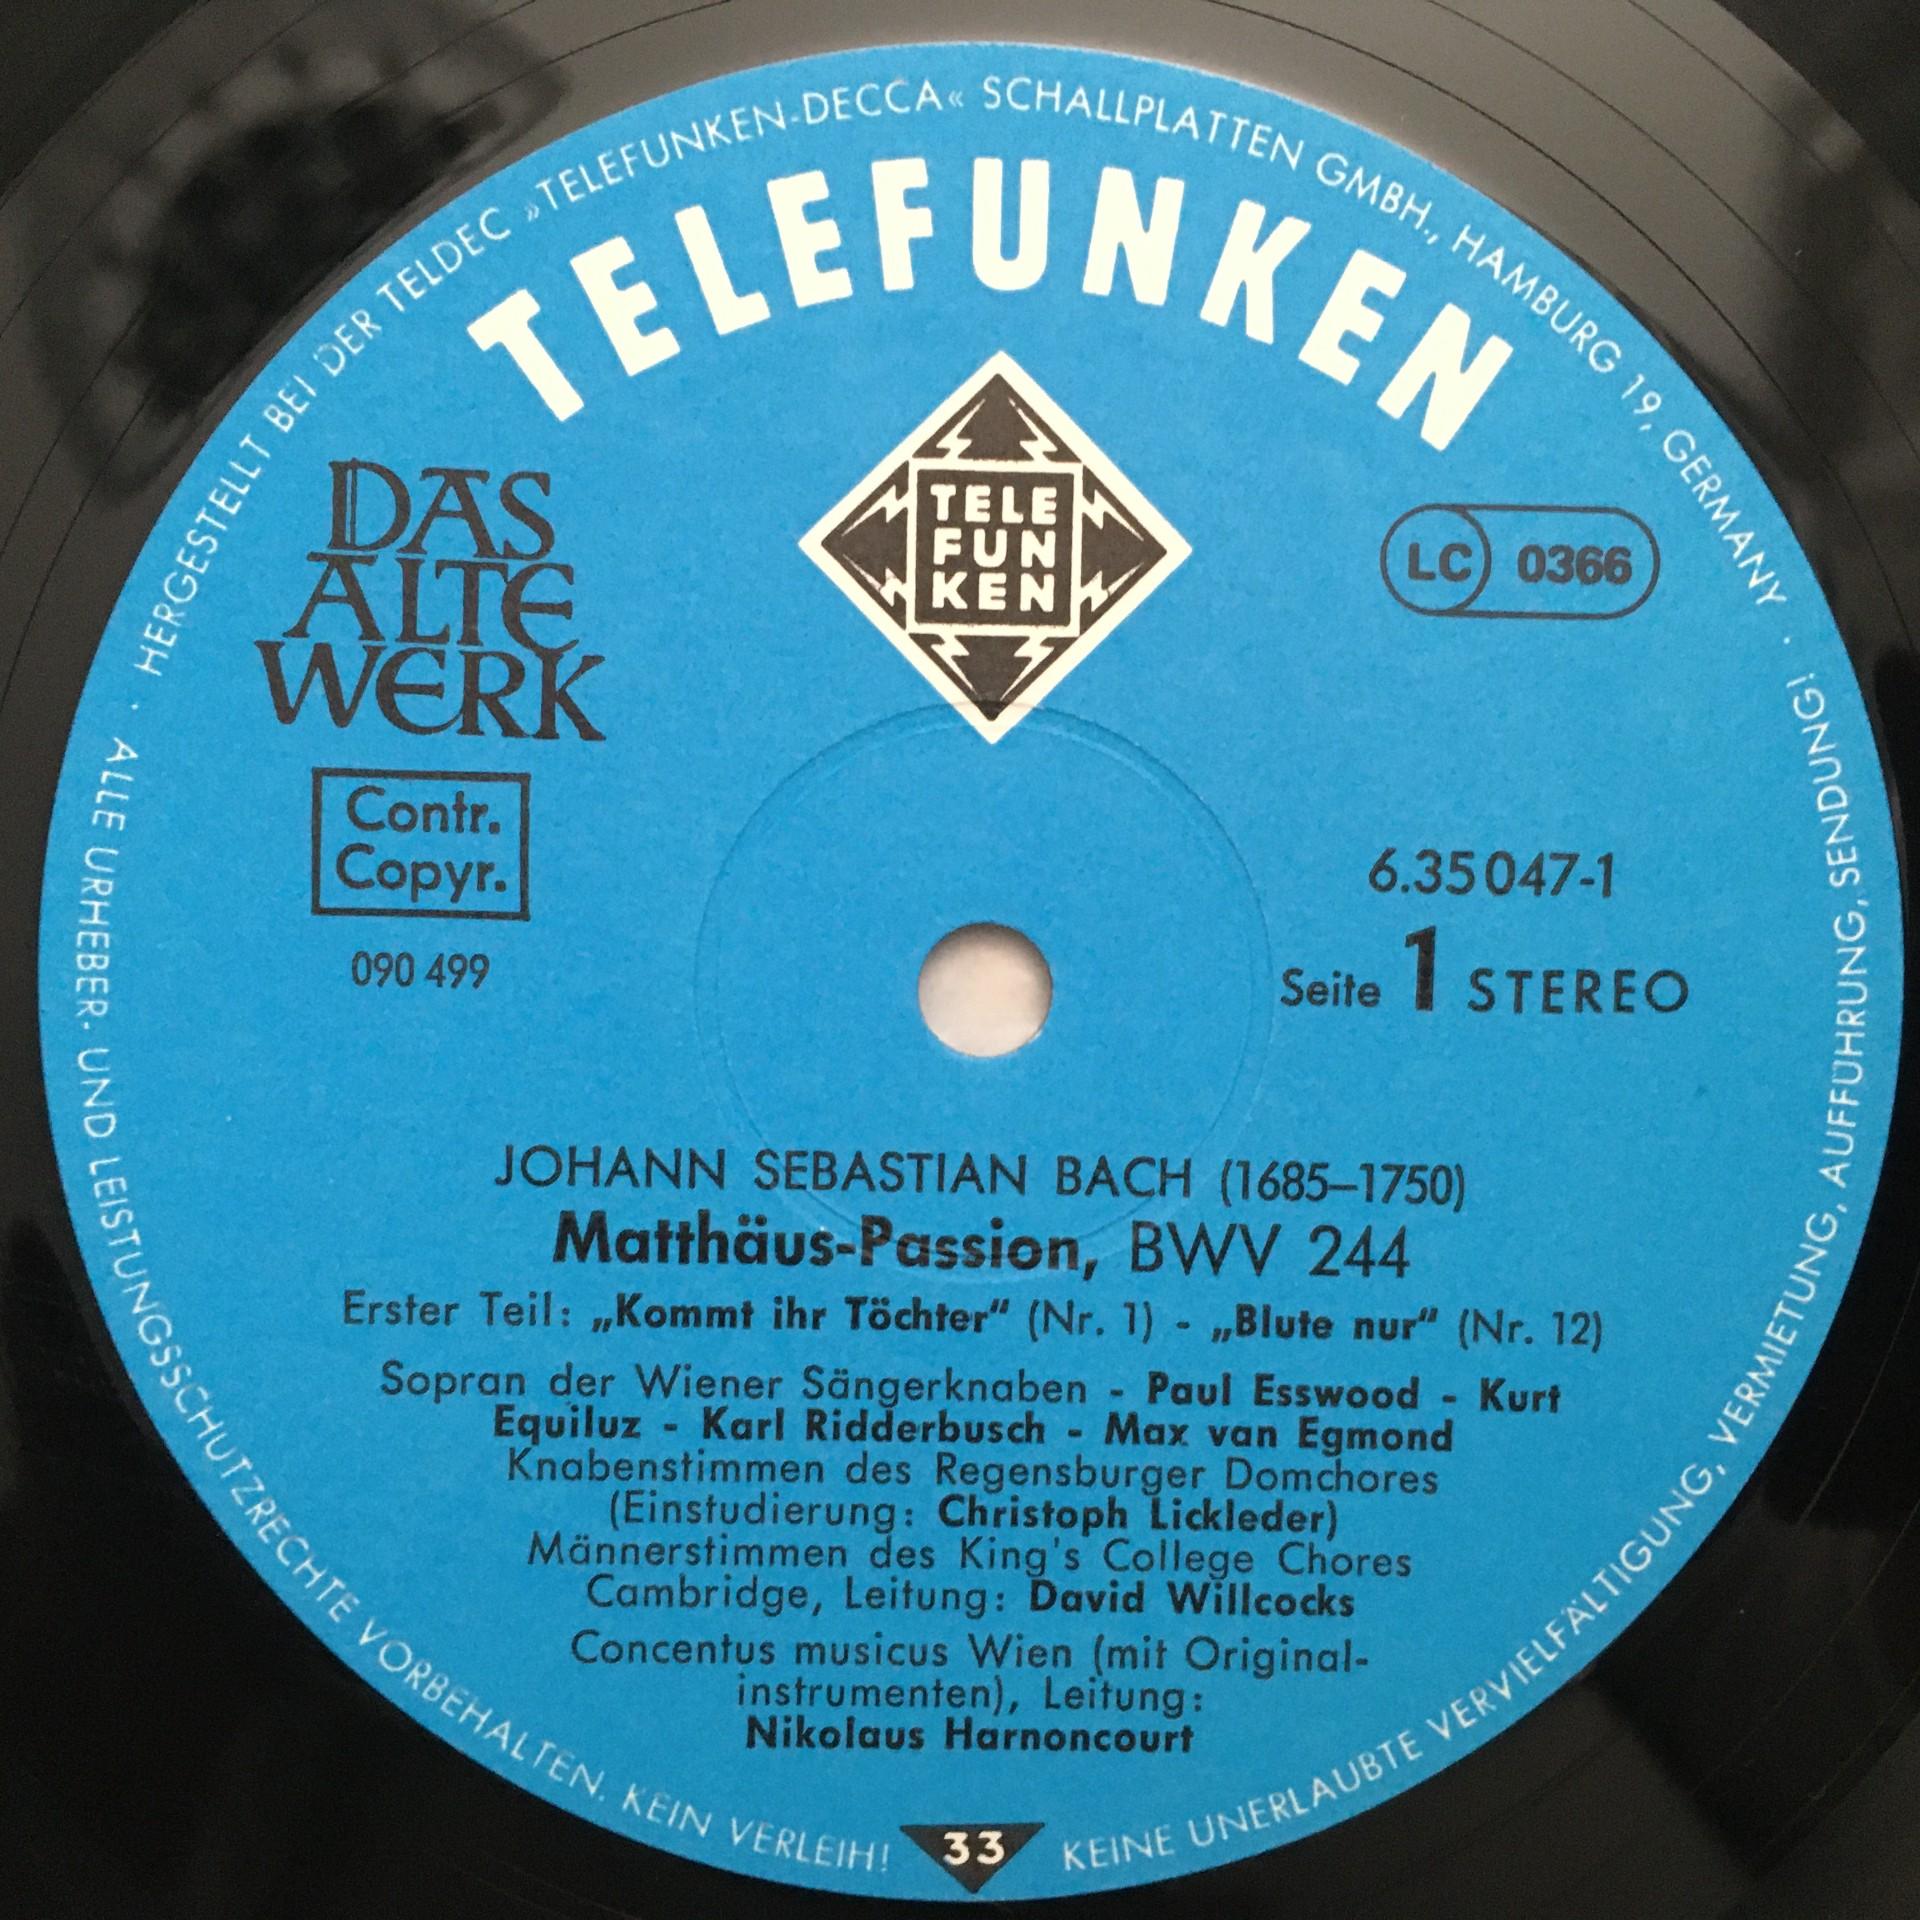 HERGESTELLT BEI DER TELDEC »TELEFUNKEN-DECCA« SCHALLPLATTEN GMBH., HAMBURG 19, GERMANY ·
TELEFUNKEN
TELE
FUN
KEN
DAS
ALTE
WERK
LC 0366
Contr.
Copyr.
090 499
6.35 047-1
Seite 1 STEREO
JOHANN SEBASTIAN BACH (1685–1750)
Matthäus-Passion, BWV 244
Erster Teil: „Kommt ihr Töchter“ (Nr. 1) - „Blute nur“ (Nr. 12)
Sopran der Wiener Sängerknaben - Paul Esswood - Kurt
Equiluz - Karl Ridderbusch - Max van Egmond
Knabenstimmen des Regensburger Domchores
(Einstudierung: Christoph Lickleder)
Männerstimmen des King's College Chores
Cambridge, Leitung: David Willcocks
Concentus musicus Wien (mit Original-
instrumenten), Leitung:
Nikolaus Harnoncourt
33
· ALLE URHEBER- UND LEISTUNGSSCHUTZRECHTE VORBEHALTEN. KEIN VERLEIH! KEINE UNERLAUBTE VERVIELFÄLTIGUNG, VERMIETUNG, AUFFÜHRUNG, SENDUNG!